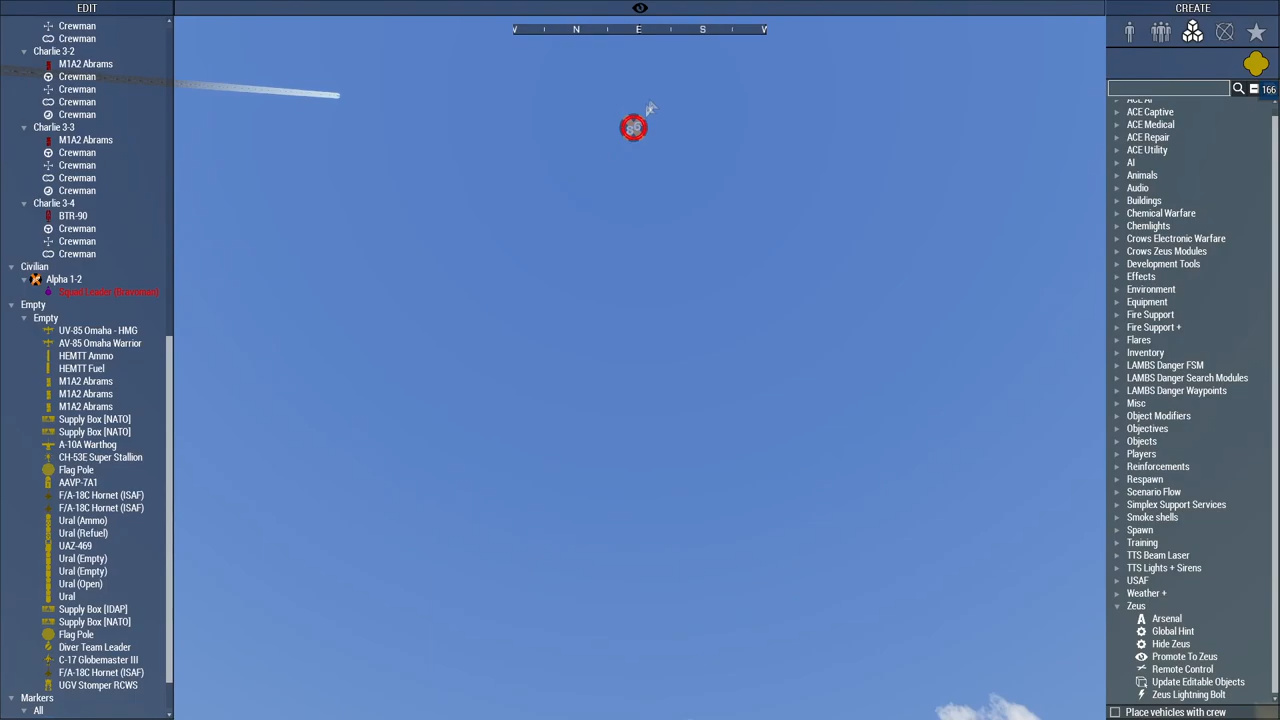 EDIT
CREATE
Crewman
Crewman
Charlie 3-2
M1A2 Abrams
Crewman
Crewman
Crewman
Crewman
Charlie 3-3
M1A2 Abrams
Crewman
Crewman
Crewman
Crewman
Charlie 3-4
BTR-90
Crewman
Crewman
Crewman
Civilian
Alpha 1-2
Squad Leader (Bravoman)
Empty
Empty
UV-85 Omaha - HMG
AV-85 Omaha Warrior
HEMTT Ammo
HEMTT Fuel
M1A2 Abrams
M1A2 Abrams
M1A2 Abrams
Supply Box [NATO]
Supply Box [NATO]
A-10A Warthog
CH-53E Super Stallion
Flag Pole
AAVP-7A1
F/A-18C Hornet (ISAF)
F/A-18C Hornet (ISAF)
Ural (Ammo)
Ural (Refuel)
UAZ-469
Ural (Empty)
Ural (Empty)
Ural (Open)
Ural
Supply Box [IDAP]
Supply Box [NATO]
Flag Pole
Diver Team Leader
C-17 Globemaster III
F/A-18C Hornet (ISAF)
UGV Stomper RCWS
Markers
All
W N E S W
166
ACE AI
ACE Captive
ACE Medical
ACE Repair
ACE Utility
AI
Animals
Audio
Buildings
Chemical Warfare
Chemlights
Crows Electronic Warfare
Crows Zeus Modules
Development Tools
Effects
Environment
Equipment
Fire Support
Fire Support +
Flares
Inventory
LAMBS Danger FSM
LAMBS Danger Search Modules
LAMBS Danger Waypoints
Misc
Object Modifiers
Objectives
Objects
Players
Reinforcements
Respawn
Scenario Flow
Simplex Support Services
Smoke shells
Spawn
Training
TTS Beam Laser
TTS Lights + Sirens
USAF
Weather +
Zeus
Arsenal
Global Hint
Hide Zeus
Promote To Zeus
Remote Control
Update Editable Objects
Zeus Lightning Bolt
Place vehicles with crew